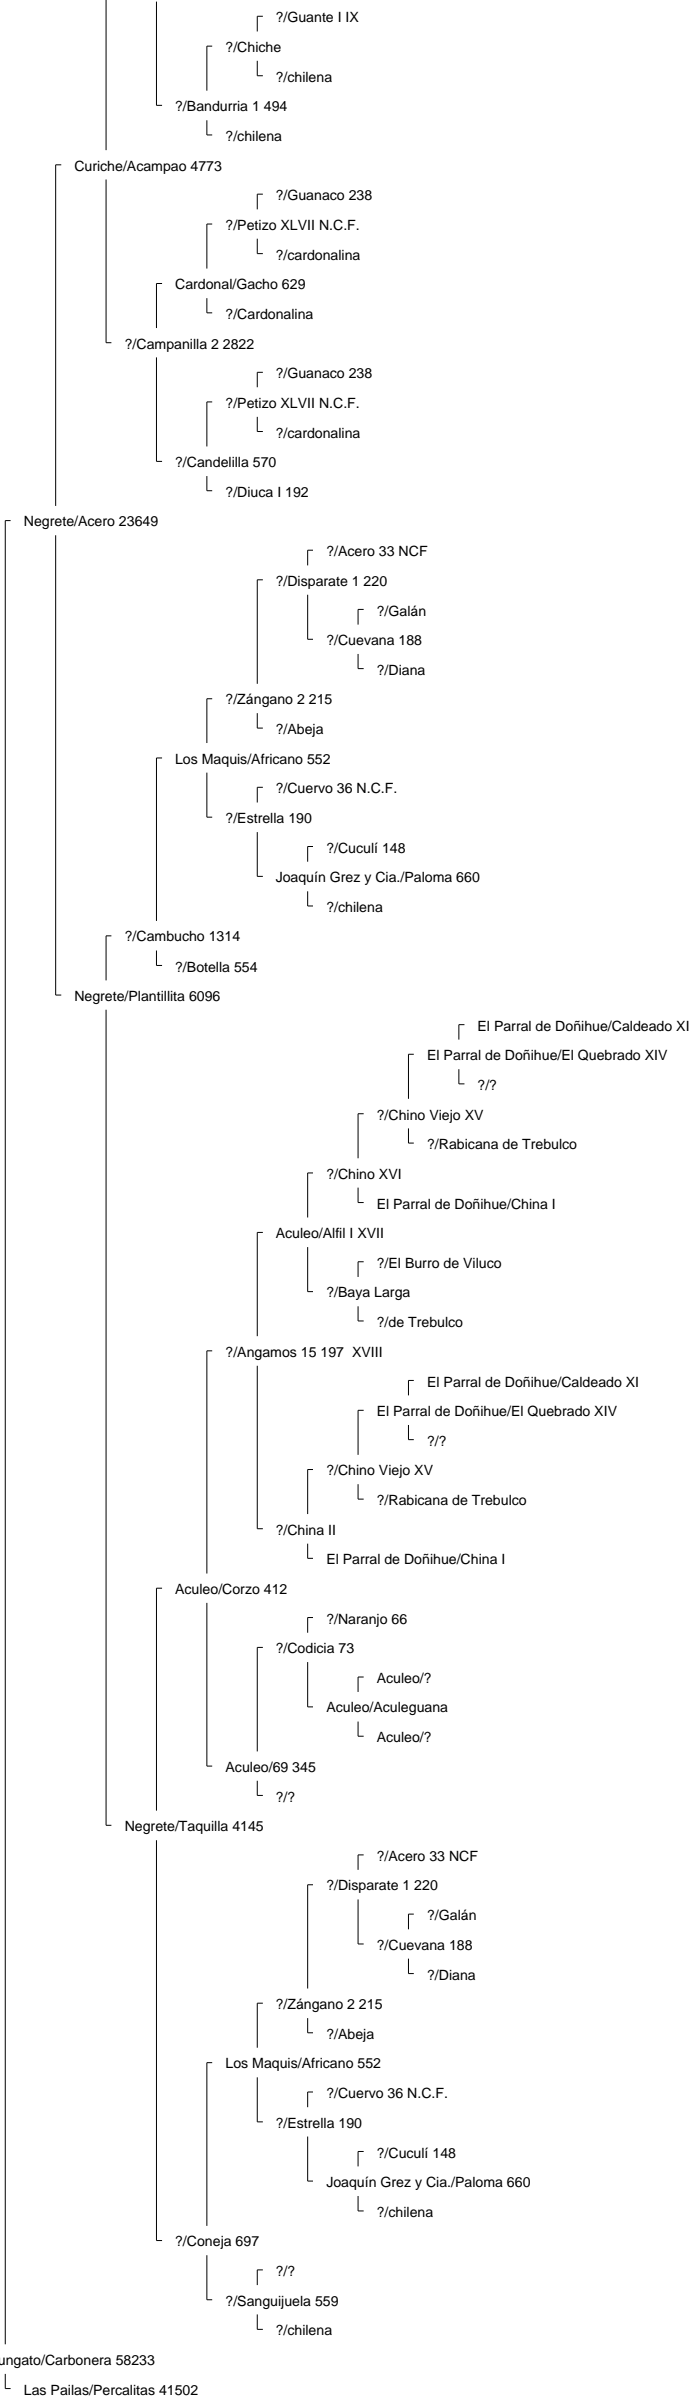 ?/Guante I IX
?/Chiche
?/chilena
?/Bandurria 1 494
?/chilena
Curiche/Acampao 4773
?/Guanaco 238
?/Petizo XLVII N.C.F.
?/cardonalina
Cardonal/Gacho 629
?/Cardonalina
?/Campanilla 2 2822
?/Guanaco 238
?/Petizo XLVII N.C.F.
?/cardonalina
?/Candelilla 570
?/Diuca I 192
Negrete/Acero 23649
?/Acero 33 NCF
?/Disparate 1 220
?/Galán
?/Cuevana 188
?/Diana
?/Zángano 2 215
?/Abeja
Los Maquis/Africano 552
?/Cuervo 36 N.C.F.
?/Estrella 190
?/Cuculí 148
Joaquín Grez y Cia./Paloma 660
?/chilena
?/Cambucho 1314
?/Botella 554
Negrete/Plantillita 6096
El Parral de Doñihue/Caldeado XI
El Parral de Doñihue/El Quebrado XIV
?/?
?/Chino Viejo XV
?/Rabicana de Trebulco
?/Chino XVI
El Parral de Doñihue/China I
Aculeo/Alfil I XVII
?/El Burro de Viluco
?/Baya Larga
?/de Trebulco
?/Angamos 15 197  XVIII
El Parral de Doñihue/Caldeado XI
El Parral de Doñihue/El Quebrado XIV
?/?
?/Chino Viejo XV
?/Rabicana de Trebulco
?/China II
El Parral de Doñihue/China I
Aculeo/Corzo 412
?/Naranjo 66
?/Codicia 73
Aculeo/?
Aculeo/Aculeguana
Aculeo/?
Aculeo/69 345
?/?
Negrete/Taquilla 4145
?/Acero 33 NCF
?/Disparate 1 220
?/Galán
?/Cuevana 188
?/Diana
?/Zángano 2 215
?/Abeja
Los Maquis/Africano 552
?/Cuervo 36 N.C.F.
?/Estrella 190
?/Cuculí 148
Joaquín Grez y Cia./Paloma 660
?/chilena
?/Coneja 697
?/?
?/Sanguijuela 559
?/chilena
ungato/Carbonera 58233
Las Pailas/Percalitas 41502